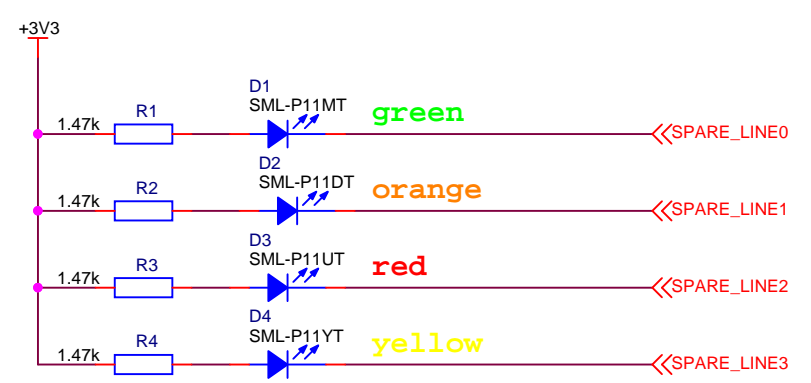 +3V3
D1
SML-P11MT
green
R1
1.47k
SPARE_LINE0
D2
SML-P11DT
orange
R2
1.47k
SPARE_LINE1
D3
SML-P11UT
red
R3
1.47k
SPARE_LINE2
D4
SML-P11YT
yellow
R4
1.47k
SPARE_LINE3